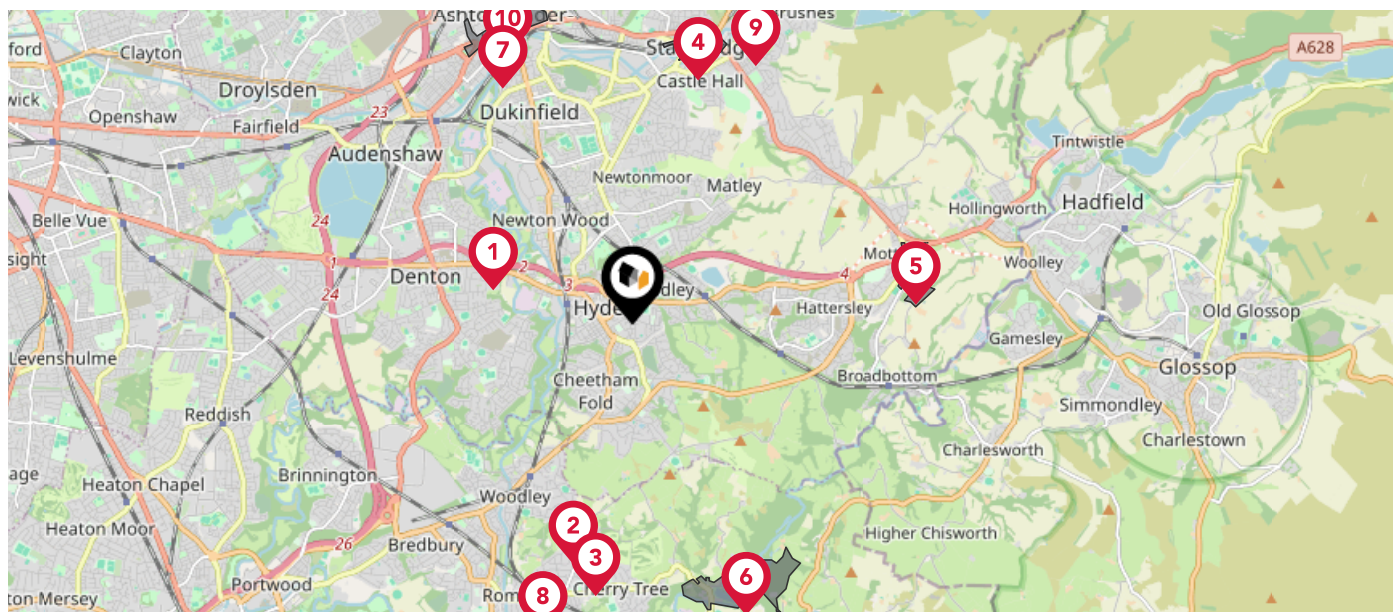 10
9
4
7
A628
Clayton
Castle Hall
Droylsden
Openshaw
23
Dukinfield
Fairfield
Audenshaw
Tintwistle
Newtonmoor
Matley
Hadfield
Hollingworth
24
Belle Vue
Newton Wood
1
1
2
5
4
Woolley
Denton
3
24
Hyde
Hattersley
Old Glossop
Gamesley
Levenshulme
Glossop
Cheetham
Fold
Broadbottom
Simmondley
Reddish
Charlestown
Charlesworth
Brinnington
Heaton Chapel
Woodley
2
Heaton Moor
Higher Chisworth
26
Bredbury
3
6
Portwood
8
Cherry Tree
ton Mersey